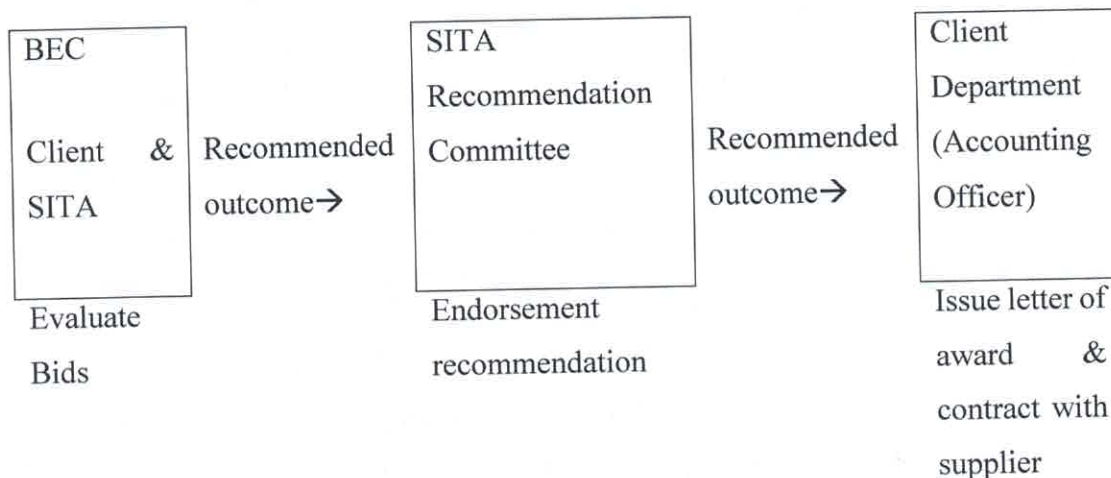 BEC
Client & SITA
Evaluate
Bids
Recommended
outcome→
SITA
Recommendation
Committee
Endorsement
recommendation
Recommended
outcome→
Client
Department
(Accounting
Officer)
Issue letter of
award &
contract with
supplier